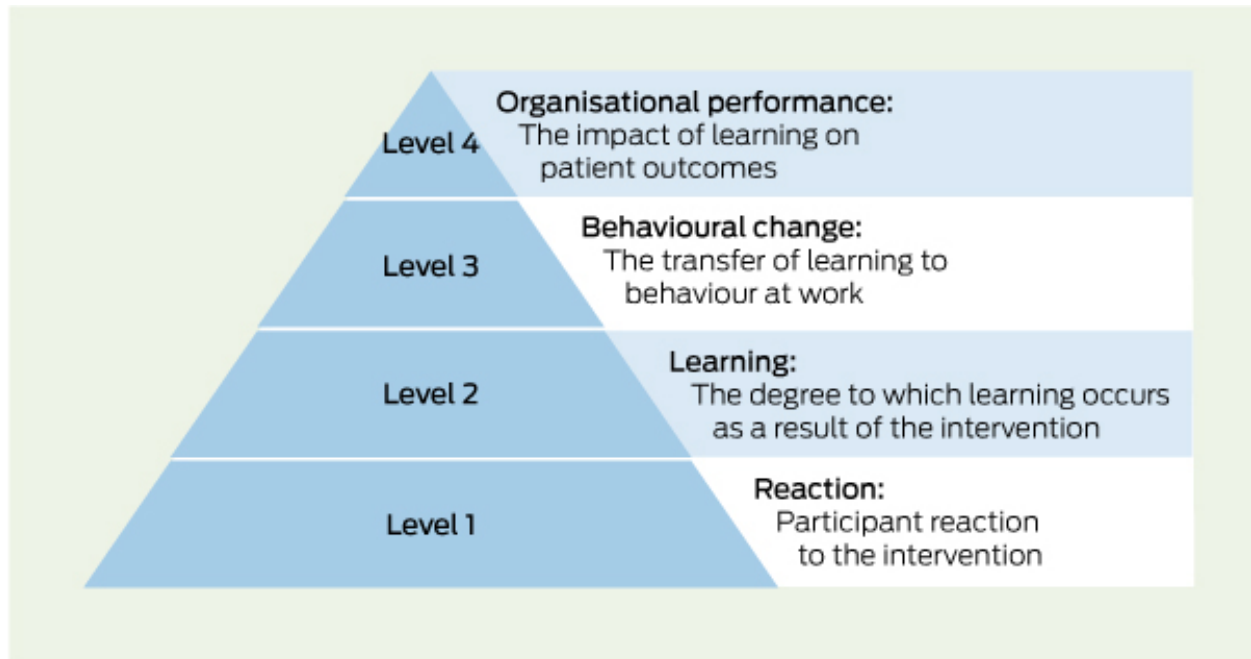 Level 4
Organisational performance:
The impact of learning on
patient outcomes
Level 3
Behavioural change:
The transfer of learning to
behaviour at work
Level 2
Learning:
The degree to which learning occurs
as a result of the intervention
Level 1
Reaction:
Participant reaction
to the intervention